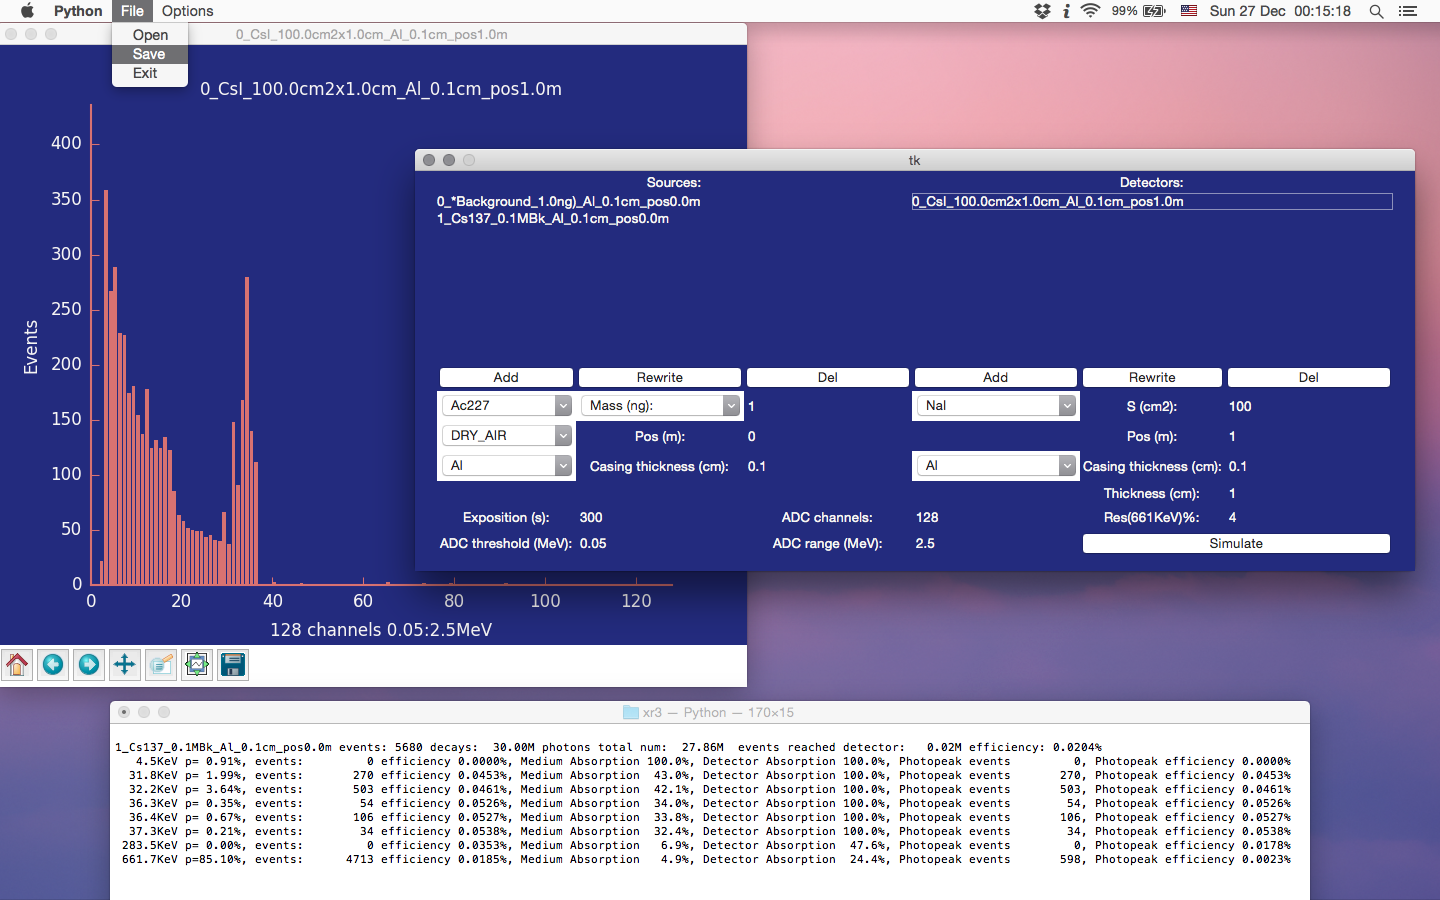 Python File Options 99% Sun 27 Dec 00:15:18
Open
Save
Exit
0_CsI_100.0cm2x1.0cm_Al_0.1cm_pos1.0m
0_CsI_100.0cm2x1.0cm_Al_0.1cm_pos1.0m
Events
400
350
300
250
200
150
100
50
0
0 20 40 60 80 100 120
128 channels 0.05:2.5MeV
tk
Sources: Detectors:
0_*Background_1.0ng)_Al_0.1cm_pos0.0m 0_CsI_100.0cm2x1.0cm_Al_0.1cm_pos1.0m
1_Cs137_0.1MBk_Al_0.1cm_pos0.0m
Add Rewrite Del Add Rewrite Del
Ac227 Mass (ng): 1 NaI S (cm2): 100
DRY_AIR Pos (m): 0 Pos (m): 1
Al Casing thickness (cm): 0.1 Al Casing thickness (cm): 0.1
Thickness (cm): 1
Exposition (s): 300 ADC channels: 128 Res(661KeV)%: 4
ADC threshold (MeV): 0.05 ADC range (MeV): 2.5 Simulate
xr3 — Python — 170×15
1_Cs137_0.1MBk_Al_0.1cm_pos0.0m events: 5680 decays: 30.00M photons total num: 27.86M events reached detector: 0.02M efficiency: 0.0204%
4.5KeV p= 0.91%, events: 0 efficiency 0.0000%, Medium Absorption 100.0%, Detector Absorption 100.0%, Photopeak events 0, Photopeak efficiency 0.0000%
31.8KeV p= 1.99%, events: 270 efficiency 0.0453%, Medium Absorption 43.0%, Detector Absorption 100.0%, Photopeak events 270, Photopeak efficiency 0.0453%
32.2KeV p= 3.64%, events: 503 efficiency 0.0461%, Medium Absorption 42.1%, Detector Absorption 100.0%, Photopeak events 503, Photopeak efficiency 0.0461%
36.3KeV p= 0.35%, events: 54 efficiency 0.0526%, Medium Absorption 34.0%, Detector Absorption 100.0%, Photopeak events 54, Photopeak efficiency 0.0526%
36.4KeV p= 0.67%, events: 106 efficiency 0.0527%, Medium Absorption 33.8%, Detector Absorption 100.0%, Photopeak events 106, Photopeak efficiency 0.0527%
37.3KeV p= 0.21%, events: 34 efficiency 0.0538%, Medium Absorption 32.4%, Detector Absorption 100.0%, Photopeak events 34, Photopeak efficiency 0.0538%
283.5KeV p= 0.00%, events: 0 efficiency 0.0353%, Medium Absorption 6.9%, Detector Absorption 47.6%, Photopeak events 0, Photopeak efficiency 0.0178%
661.7KeV p=85.10%, events: 4713 efficiency 0.0185%, Medium Absorption 4.9%, Detector Absorption 24.4%, Photopeak events 598, Photopeak efficiency 0.0023%